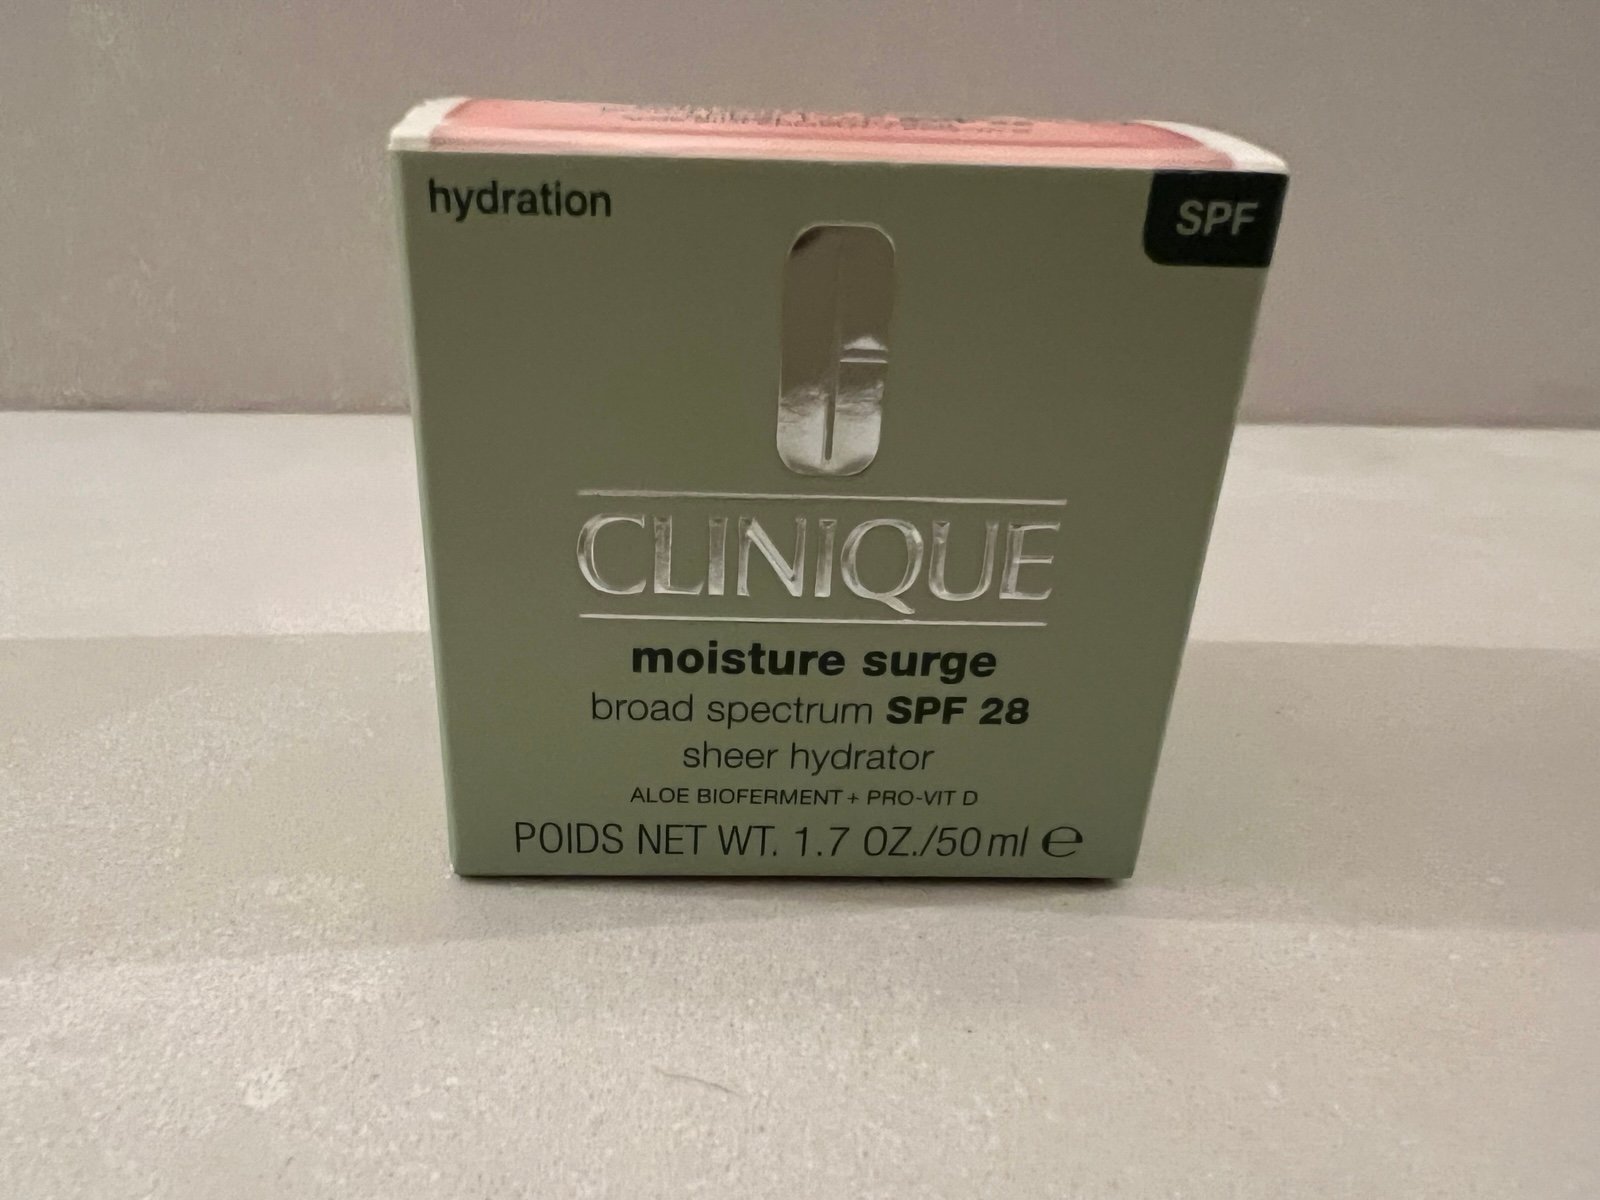 hydration
SPF
CLINIQUE
moisture surge
broad spectrum SPF 28
sheer hydrator
ALOE BIOFERMENT + PRO-VIT D
POIDS NET WT. 1.7 OZ./50 ml ℮